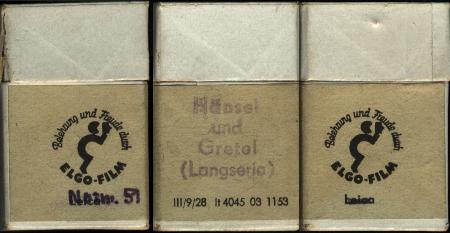 Belehrung und Freude durch
ELGO-FILM
Hänsel
und
Gretel
(Langserie)
III/9/28 It 4045 03 1153
Belehrung und Freude durch
ELGO-FILM